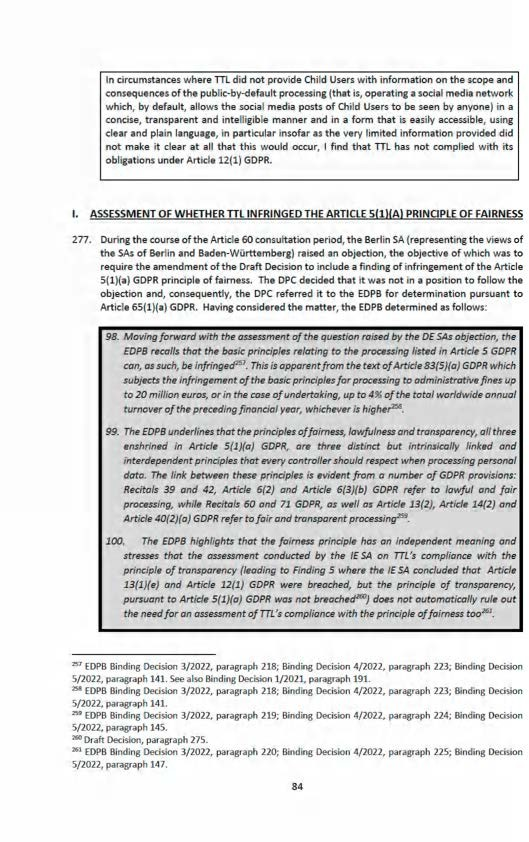 In circumstances where TTL did not provide Child Users with information on the scope and
consequences of the public-by-default processing (that is, operating a social media network
which, by default, allows the social media posts of Child Users to be seen by anyone) in a
concise, transparent and intelligible manner and in a form that is easily accessible, using
clear and plain language, in particular insofar as the very limited information provided did
not make it clear at all that this would occur, I find that TTL has not complied with its
obligations under Article 12(1) GDPR.
I. ASSESSMENT OF WHETHER TTL INFRINGED THE ARTICLE 5(1)(A) PRINCIPLE OF FAIRNESS
277. During the course of the Article 60 consultation period, the Berlin SA (representing the views of
the SAs of Berlin and Baden-Württemberg) raised an objection, the objective of which was to
require the amendment of the Draft Decision to include a finding of infringement of the Article
5(1)(a) GDPR principle of fairness. The DPC decided that it was not in a position to follow the
objection and, consequently, the DPC referred it to the EDPB for determination pursuant to
Article 65(1)(a) GDPR. Having considered the matter, the EDPB determined as follows:
98. Moving forward with the assessment of the question raised by the DE SAs objection, the
EDPB recalls that the basic principles relating to the processing listed in Article 5 GDPR
can, as such, be infringed257. This is apparent from the text of Article 83(5)(a) GDPR which
subjects the infringement of the basic principles for processing to administrative fines up
to 20 million euros, or in the case of undertaking, up to 4% of the total worldwide annual
turnover of the preceding financial year, whichever is higher258.
99. The EDPB underlines that the principles of fairness, lawfulness and transparency, all three
enshrined in Article 5(1)(a) GDPR, are three distinct but intrinsically linked and
interdependent principles that every controller should respect when processing personal
data. The link between these principles is evident from a number of GDPR provisions:
Recitals 39 and 42, Article 6(2) and Article 6(3)(b) GDPR refer to lawful and fair
processing, while Recitals 60 and 71 GDPR, as well as Article 13(2), Article 14(2) and
Article 40(2)(a) GDPR refer to fair and transparent processing259.
100. The EDPB highlights that the fairness principle has an independent meaning and
stresses that the assessment conducted by the IE SA on TTL's compliance with the
principle of transparency (leading to Finding 5 where the IE SA concluded that Article
13(1)(e) and Article 12(1) GDPR were breached, but the principle of transparency,
pursuant to Article 5(1)(a) GDPR was not breached260) does not automatically rule out
the need for an assessment of TTL's compliance with the principle of fairness too261.
257 EDPB Binding Decision 3/2022, paragraph 218; Binding Decision 4/2022, paragraph 223; Binding Decision
5/2022, paragraph 141. See also Binding Decision 1/2021, paragraph 191.
258 EDPB Binding Decision 3/2022, paragraph 218; Binding Decision 4/2022, paragraph 223; Binding Decision
5/2022, paragraph 141.
259 EDPB Binding Decision 3/2022, paragraph 219; Binding Decision 4/2022, paragraph 224; Binding Decision
5/2022, paragraph 145.
260 Draft Decision, paragraph 275.
261 EDPB Binding Decision 3/2022, paragraph 220; Binding Decision 4/2022, paragraph 225; Binding Decision
5/2022, paragraph 147.
84